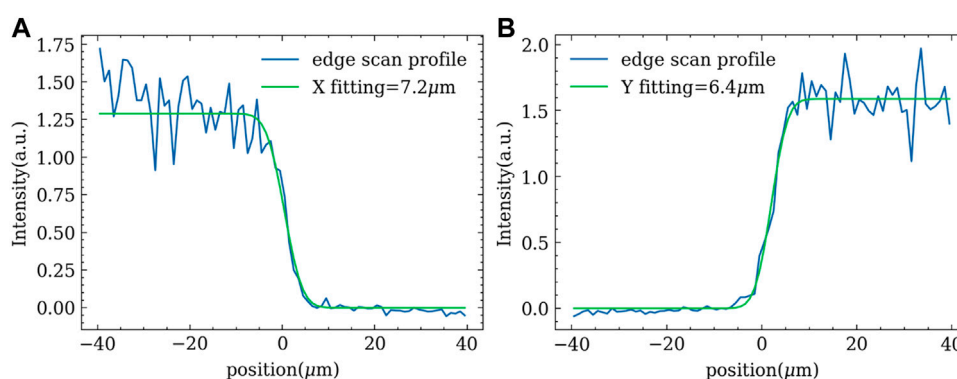 A
1.75
1.50
1.25
1.00
0.75
0.50
0.25
0.00
Intensity(a.u.)
edge scan profile
X fitting=7.2μm
−40
−20
0
20
40
position(μm)
B
2.0
1.5
1.0
0.5
0.0
Intensity(a.u.)
edge scan profile
Y fitting=6.4μm
−40
−20
0
20
40
position(μm)